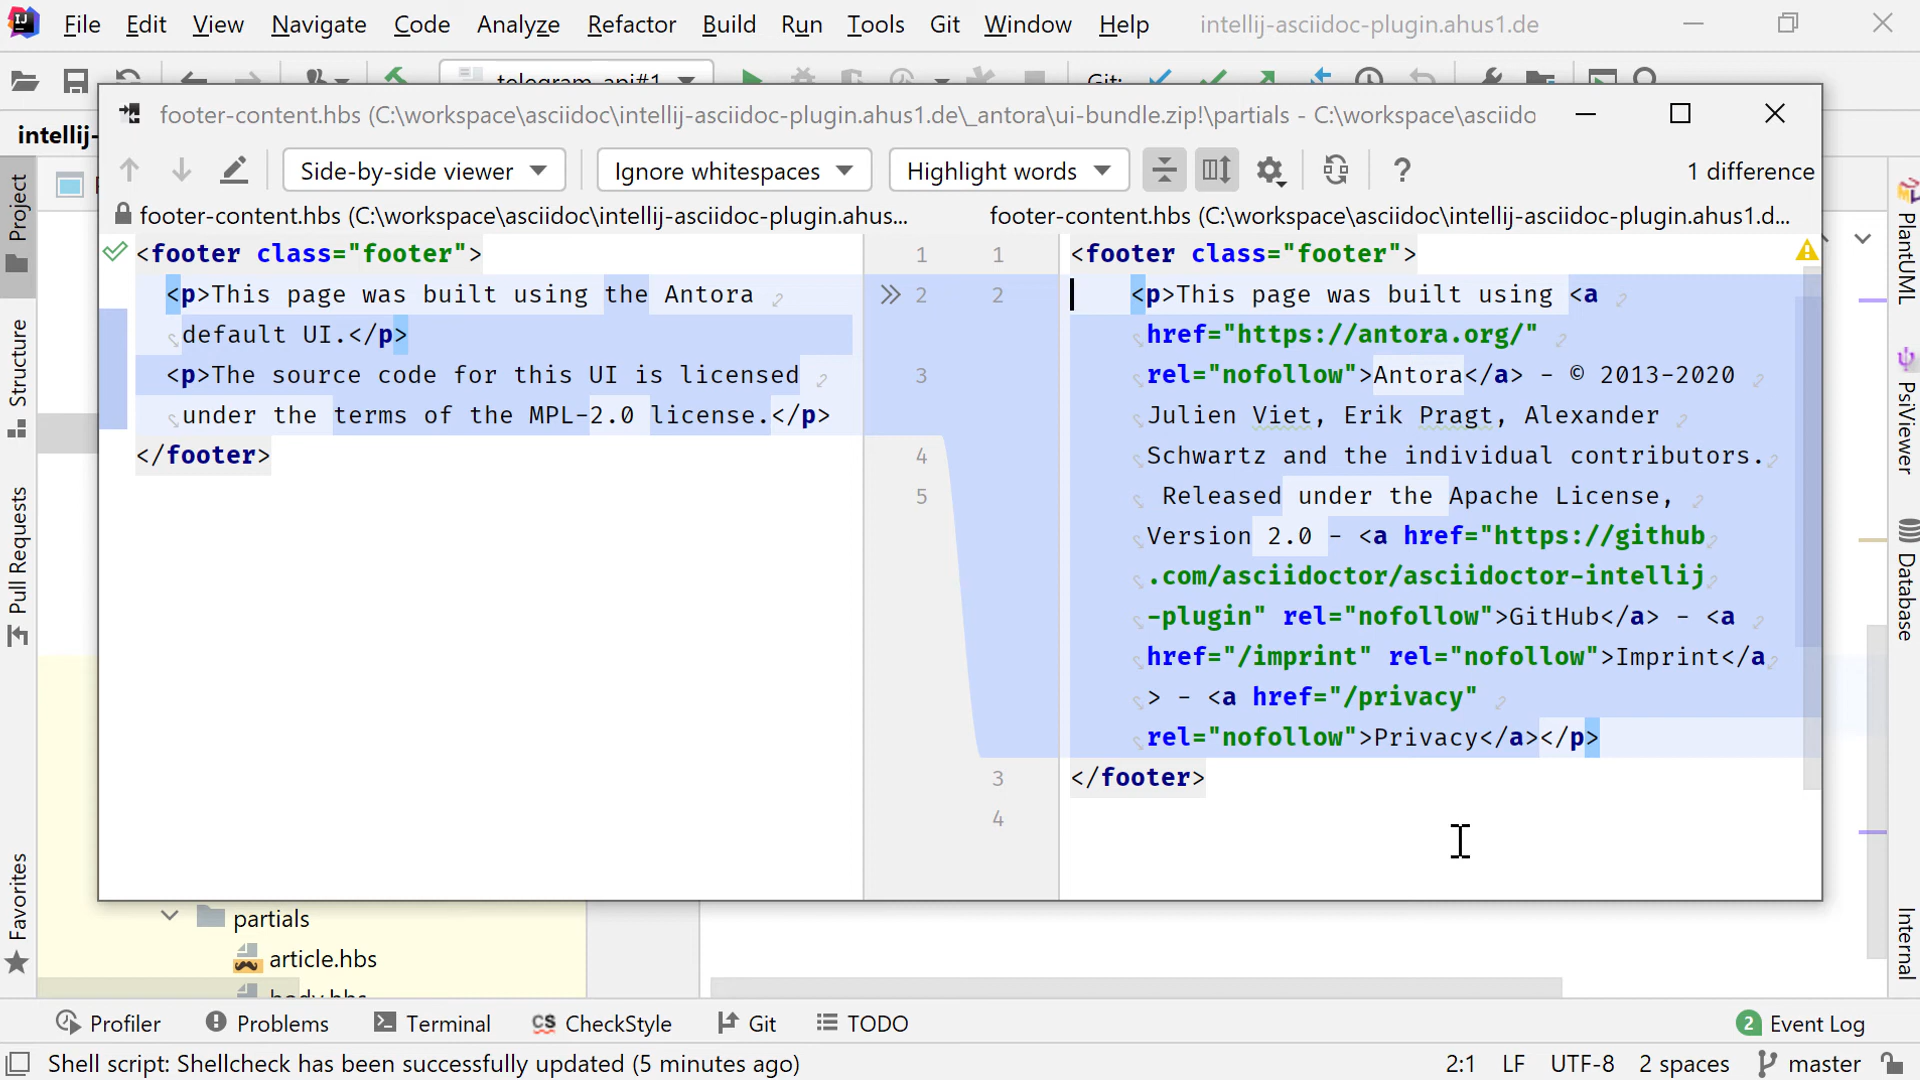 IJ File Edit View Navigate Code Analyze Refactor Build Run Tools Git Window Help intellij-asciidoc-plugin.ahus1.de
telegram_api#1 Git:
intellij-
footer-content.hbs (C:\workspace\asciidoc\intellij-asciidoc-plugin.ahus1.de\_antora\ui-bundle.zip!\partials - C:\workspace\asciido
Side-by-side viewer Ignore whitespaces Highlight words ? 1 difference
footer-content.hbs (C:\workspace\asciidoc\intellij-asciidoc-plugin.ahus... footer-content.hbs (C:\workspace\asciidoc\intellij-asciidoc-plugin.ahus1.d...
<footer class="footer">
<p>This page was built using the Antora
default UI.</p>
<p>The source code for this UI is licensed
under the terms of the MPL-2.0 license.</p>
</footer>
1 1
2 2
3
4
5
3
4
<footer class="footer">
<p>This page was built using <a
href="https://antora.org/"
rel="nofollow">Antora</a> - © 2013-2020
Julien Viet, Erik Pragt, Alexander
Schwartz and the individual contributors.
Released under the Apache License,
Version 2.0 - <a href="https://github
.com/asciidoctor/asciidoctor-intellij
-plugin" rel="nofollow">GitHub</a> - <a
href="/imprint" rel="nofollow">Imprint</a
> - <a href="/privacy"
rel="nofollow">Privacy</a></p>
</footer>
Project
Structure
Pull Requests
Favorites
PlantUML
PsiViewer
Database
Internal
partials
article.hbs
body.hbs
Profiler Problems Terminal CS CheckStyle Git TODO 2 Event Log
Shell script: Shellcheck has been successfully updated (5 minutes ago) 2:1 LF UTF-8 2 spaces master